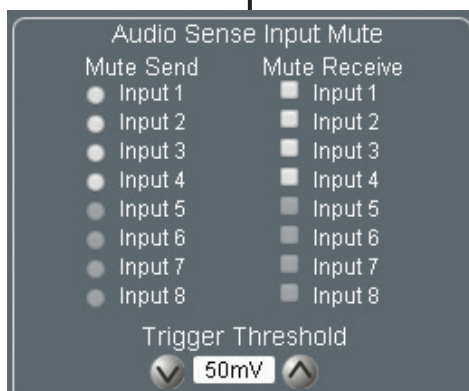 Audio Sense Input Mute
Mute Send Mute Receive
Input 1 Input 1
Input 2 Input 2
Input 3 Input 3
Input 4 Input 4
Input 5 Input 5
Input 6 Input 6
Input 7 Input 7
Input 8 Input 8
Trigger Threshold
50mV